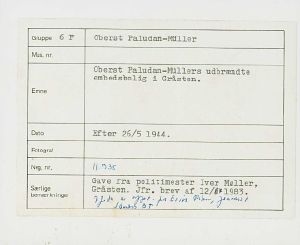 Gruppe 6 F Oberst Paludan-Müller
Mus. nr.
Oberst Paludan-Müllers udbrændte
embedsbolig i Gråsten.
Emne
Dato Efter 26/5 1944.
Fotograf
Neg. nr. 11.735
Gave fra politimester Iver Møller,
Særlige Gråsten. Jfr. brev af 1983.
bemærkninger